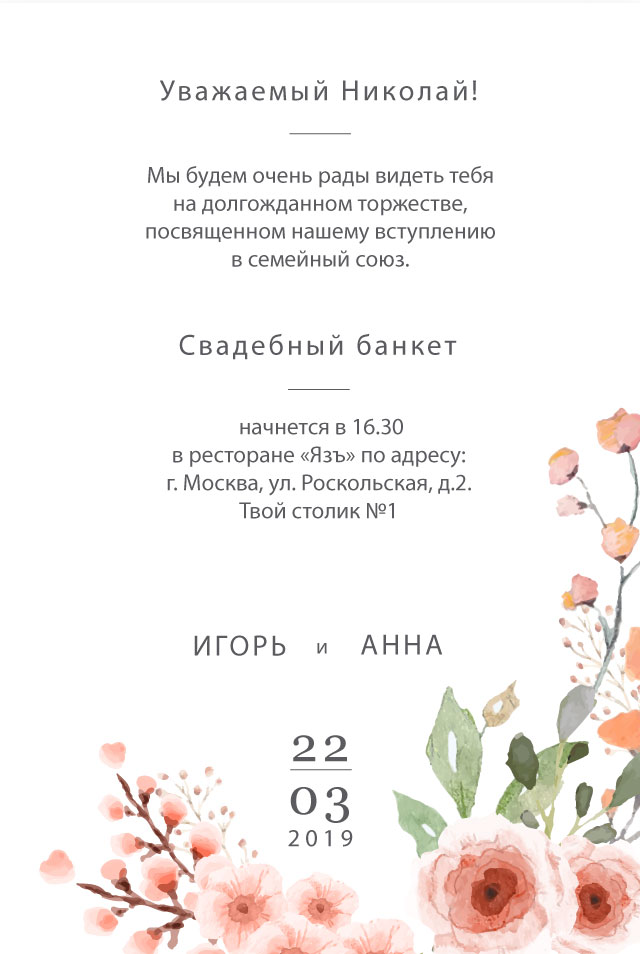 Уважаемый Николай!
Мы будем очень рады видеть тебя
на долгожданном торжестве,
посвященном нашему вступлению
в семейный союз.
Свадебный банкет
начнется в 16.30
в ресторане «Язъ» по адресу:
г. Москва, ул. Роскольская, д.2.
Твой столик №1
ИГОРЬ и АННА
22
03
2019